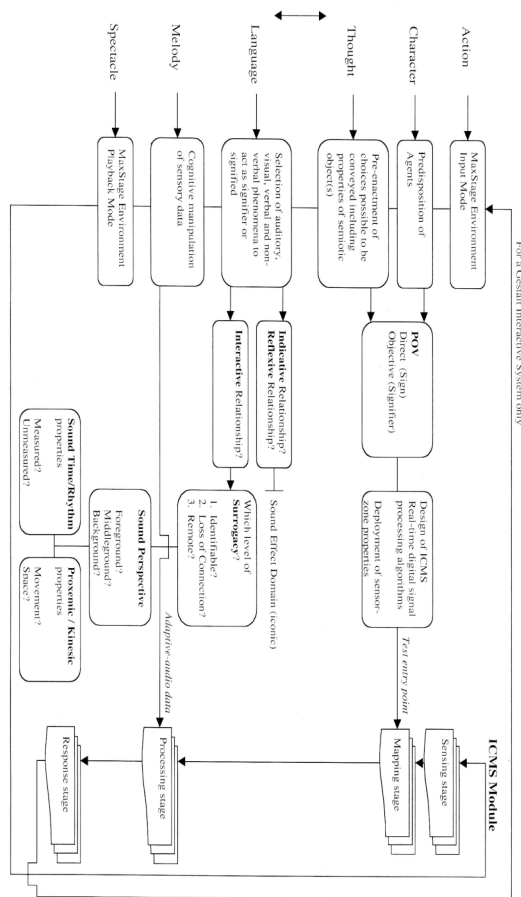 For a Gestalt Interactive System only
Action
Character
Thought
Language
Melody
Spectacle
MaxStage Environment
Input Mode
Predisposition of
Agents
Pre-enactment of
choices possible to be
conveyed including
properties of semiotic
object(s)
Selection of auditory,
visual, verbal and non-
verbal phenomena to
act as signifier or
signified
Cognitive manipulation
of sensory data
MaxStage Environment
Playback Mode
POV
Direct (Sign)
Objective (Signifier)
Indicative Relationship?
Reflexive Relationship?
Interactive Relationship?
Design of ICMS
Real-time digital signal
processing algorithms
Deployment of sensor-
zone properties
Sound Effect Domain (iconic)
Which level of
Surrogacy?
1. Identifiable?
2. Loss of Connection?
3. Remote?
Sound Perspective
Foreground?
Middleground?
Background?
Sound Time/Rhythm
properties
Measured?
Unmeasured?
Proxemic / Kinesic
properties
Movement?
Space?
Test entry point
Adaptive-audio data
ICMS Module
Sensing stage
Mapping stage
Processing stage
Response stage